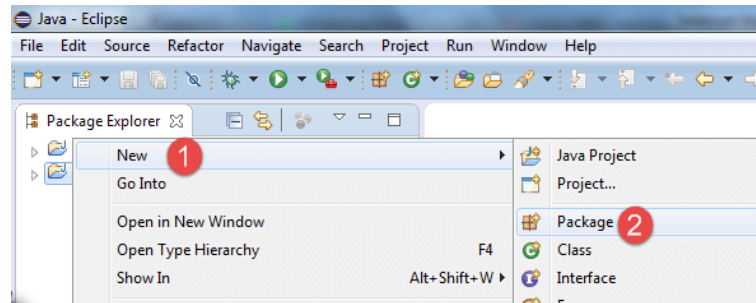 Java - Eclipse
File Edit Source Refactor Navigate Search Project Run Window Help
Package Explorer
New 1
Java Project
Go Into
Project...
Package 2
Open in New Window
Open Type Hierarchy F4
Class
Show In Alt+Shift+W
Interface